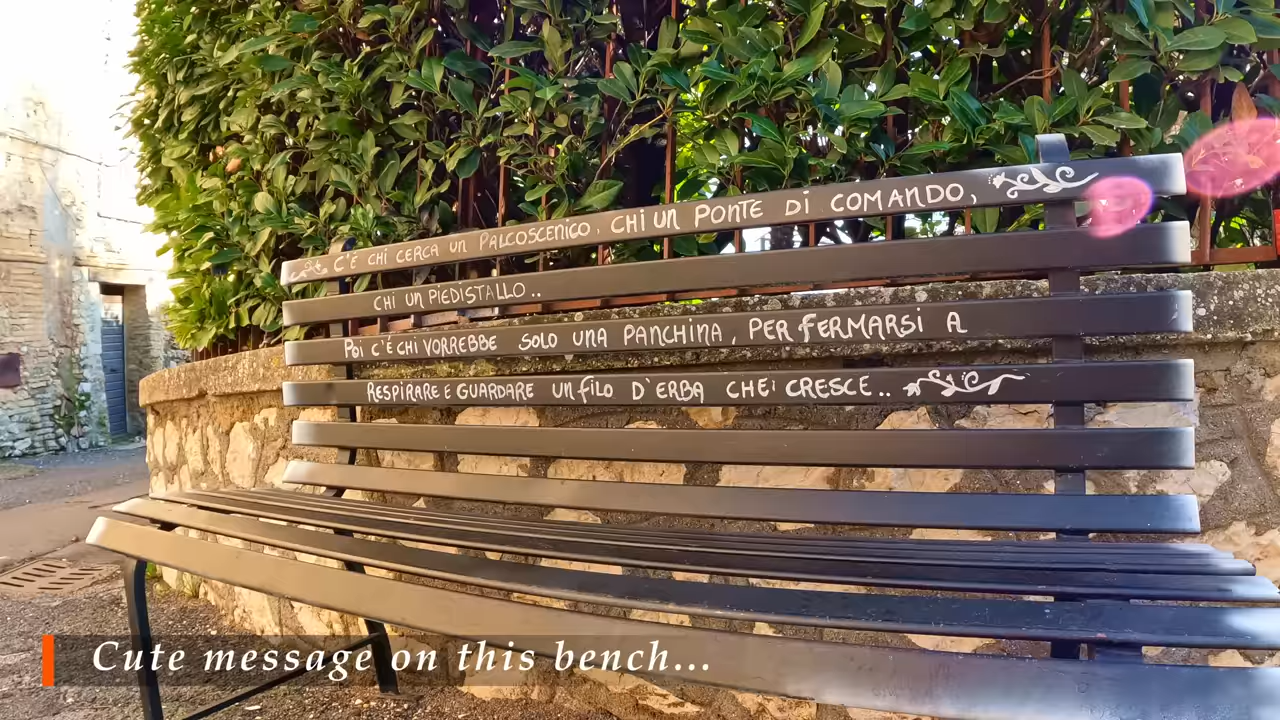 C'È CHI CERCA UN PALCOSCENICO, CHI UN PONTE DI COMANDO,
CHI UN PIEDISTALLO..
POI C'È CHI VORREBBE SOLO UNA PANCHINA, PER FERMARSI A
RESPIRARE E GUARDARE UN FILO D'ERBA CHE CRESCE..
Cute message on this bench...